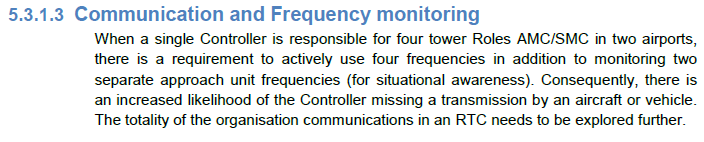 5.3.1.3 Communication and Frequency monitoring
When a single Controller is responsible for four tower Roles AMC/SMC in two airports,
there is a requirement to actively use four frequencies in addition to monitoring two
separate approach unit frequencies (for situational awareness). Consequently, there is
an increased likelihood of the Controller missing a transmission by an aircraft or vehicle.
The totality of the organisation communications in an RTC needs to be explored further.